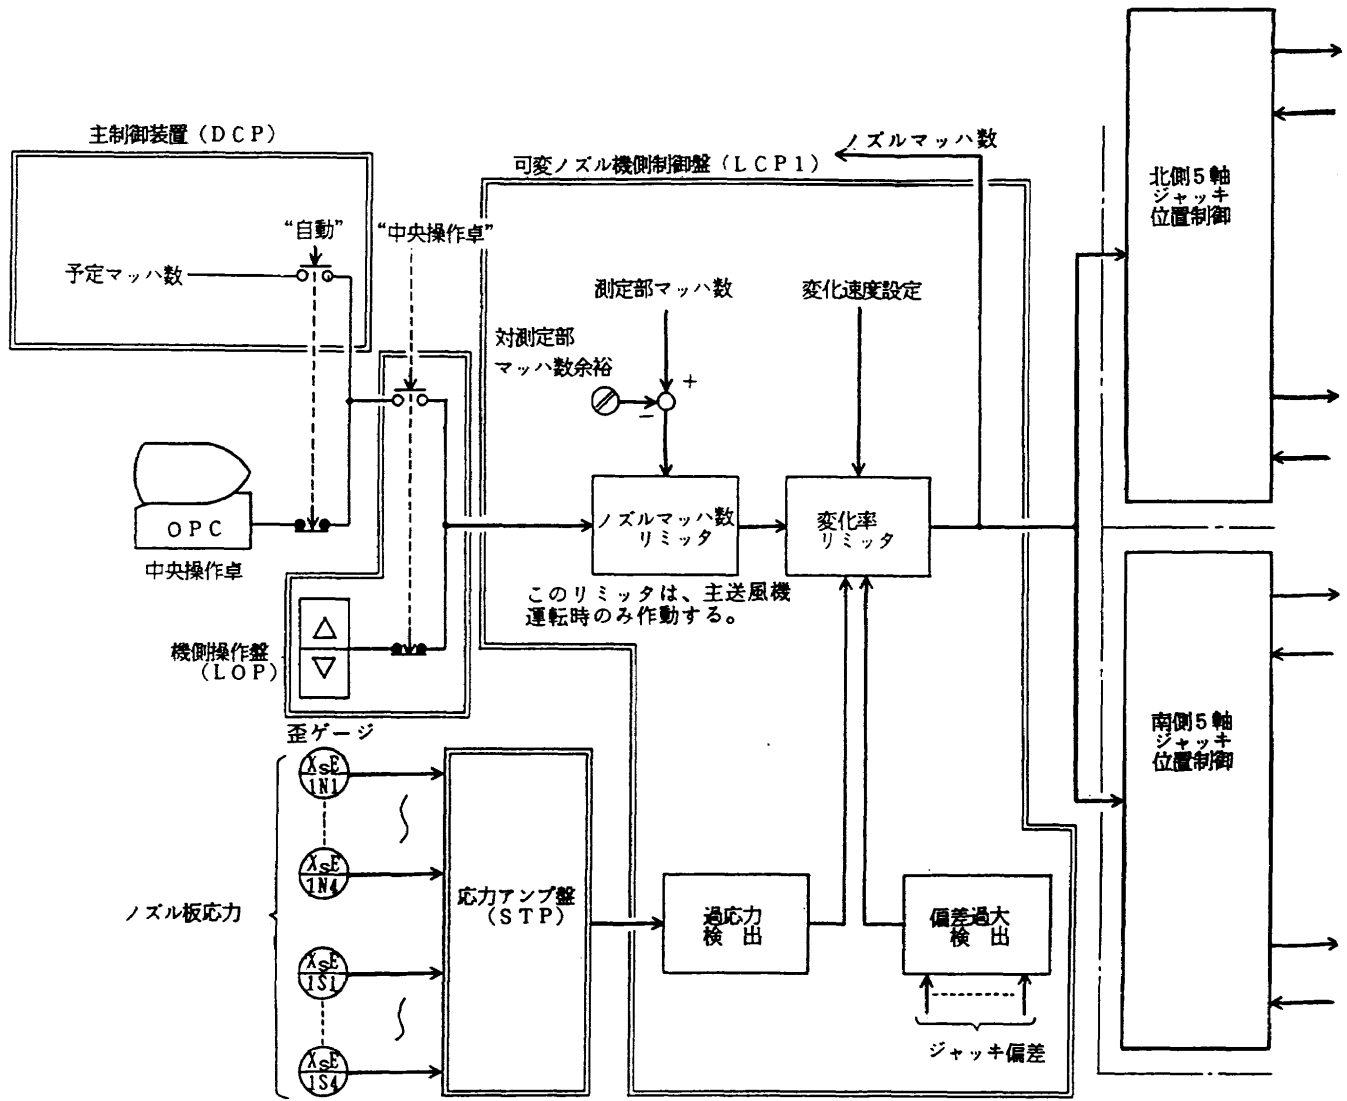 主制御装置(DCP)
“自動”
“中央操作卓”
予定マッハ数
OPC
中央操作卓
機側操作盤
(LOP)
可変ノズル機側制御盤(LCP1)
ノズルマッハ数
測定部マッハ数
変化速度設定
対測定部
マッハ数余裕
+
−
ノズルマッハ数
リミッタ
変化率
リミッタ
このリミッタは、主送風機
運転時のみ作動する。
北側5軸
ジャッキ
位置制御
南側5軸
ジャッキ
位置制御
歪ゲージ
XsE
1N1
XsE
1N4
ノズル板応力
XsE
1S1
XsE
1S4
応力アンプ盤
(STP)
過応力
検 出
偏差過大
検 出
ジャッキ偏差